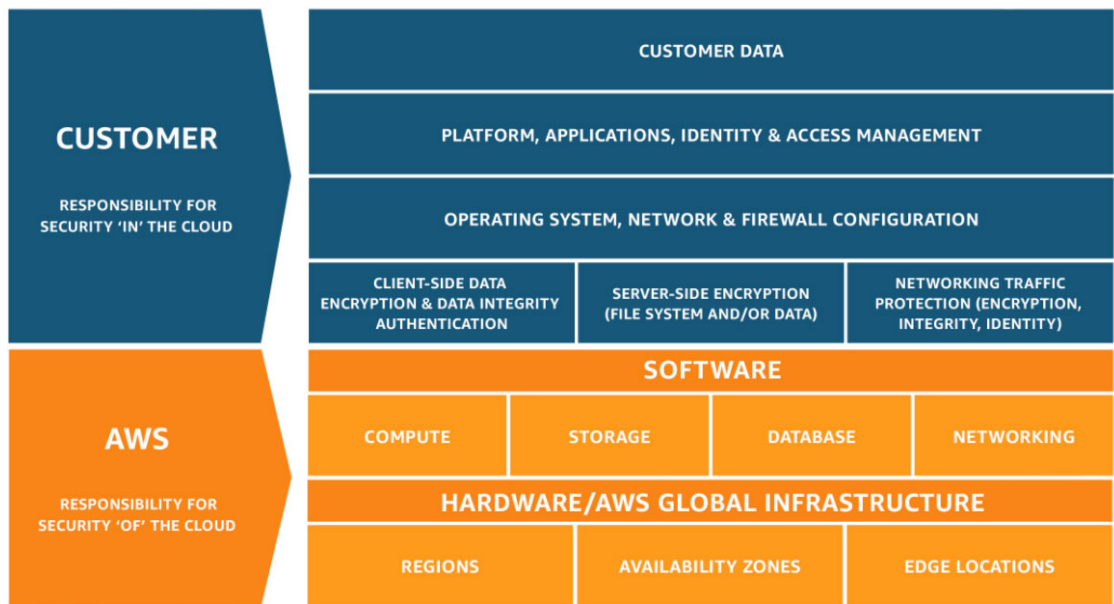 CUSTOMER
RESPONSIBILITY FOR
SECURITY ‘IN’ THE CLOUD
CUSTOMER DATA
PLATFORM, APPLICATIONS, IDENTITY & ACCESS MANAGEMENT
OPERATING SYSTEM, NETWORK & FIREWALL CONFIGURATION
CLIENT-SIDE DATA
ENCRYPTION & DATA INTEGRITY
AUTHENTICATION
SERVER-SIDE ENCRYPTION
(FILE SYSTEM AND/OR DATA)
NETWORKING TRAFFIC
PROTECTION (ENCRYPTION,
INTEGRITY, IDENTITY)
AWS
RESPONSIBILITY FOR
SECURITY ‘OF’ THE CLOUD
SOFTWARE
COMPUTE
STORAGE
DATABASE
NETWORKING
HARDWARE/AWS GLOBAL INFRASTRUCTURE
REGIONS
AVAILABILITY ZONES
EDGE LOCATIONS